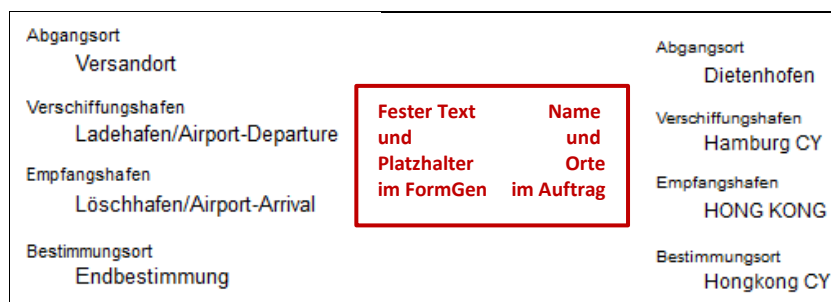 Abgangsort
Versandort
Verschiffungshafen
Ladehafen/Airport-Departure
Empfangshafen
Löschhafen/Airport-Arrival
Bestimmungsort
Endbestimmung
Fester Text Name
und und
Platzhalter Orte
im FormGen im Auftrag
Abgangsort
Dietenhofen
Verschiffungshafen
Hamburg CY
Empfangshafen
HONG KONG
Bestimmungsort
Hongkong CY